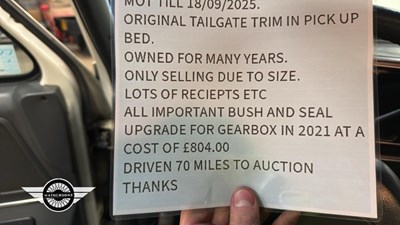 MOT TILL 18/09/2025.
ORIGINAL TAILGATE TRIM IN PICK UP
BED.
OWNED FOR MANY YEARS.
ONLY SELLING DUE TO SIZE.
LOTS OF RECIEPTS ETC
ALL IMPORTANT BUSH AND SEAL
UPGRADE FOR GEARBOX IN 2021 AT A
COST OF £804.00
DRIVEN 70 MILES TO AUCTION
THANKS
MATHEWSONS